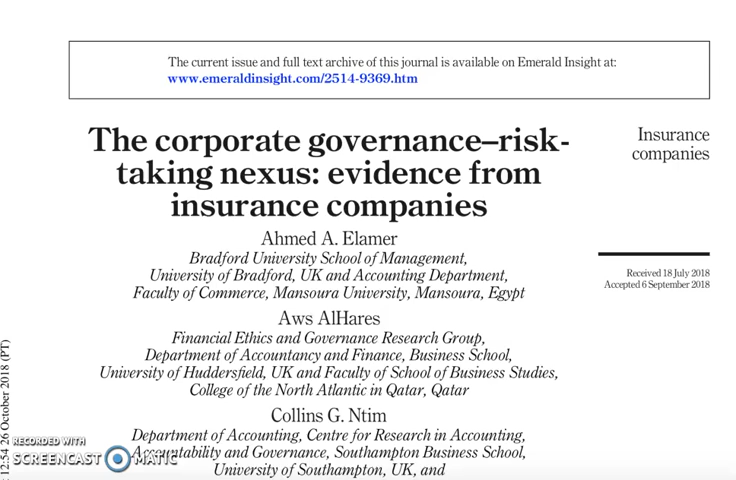 The current issue and full text archive of this journal is available on Emerald Insight at:
www.emeraldinsight.com/2514-9369.htm
The corporate governance–risk-
taking nexus: evidence from
insurance companies
Insurance
companies
Ahmed A. Elamer
Bradford University School of Management,
University of Bradford, UK and Accounting Department,
Faculty of Commerce, Mansoura University, Mansoura, Egypt
Received 18 July 2018
Accepted 6 September 2018
Aws AlHares
Financial Ethics and Governance Research Group,
Department of Accountancy and Finance, Business School,
University of Huddersfield, UK and Faculty of School of Business Studies,
College of the North Atlantic in Qatar, Qatar
Collins G. Ntim
Department of Accounting, Centre for Research in Accounting,
Accountability and Governance, Southampton Business School,
University of Southampton, UK, and
12:54 26 October 2018 (PT)
RECORDED WITH
SCREENCAST MATIC